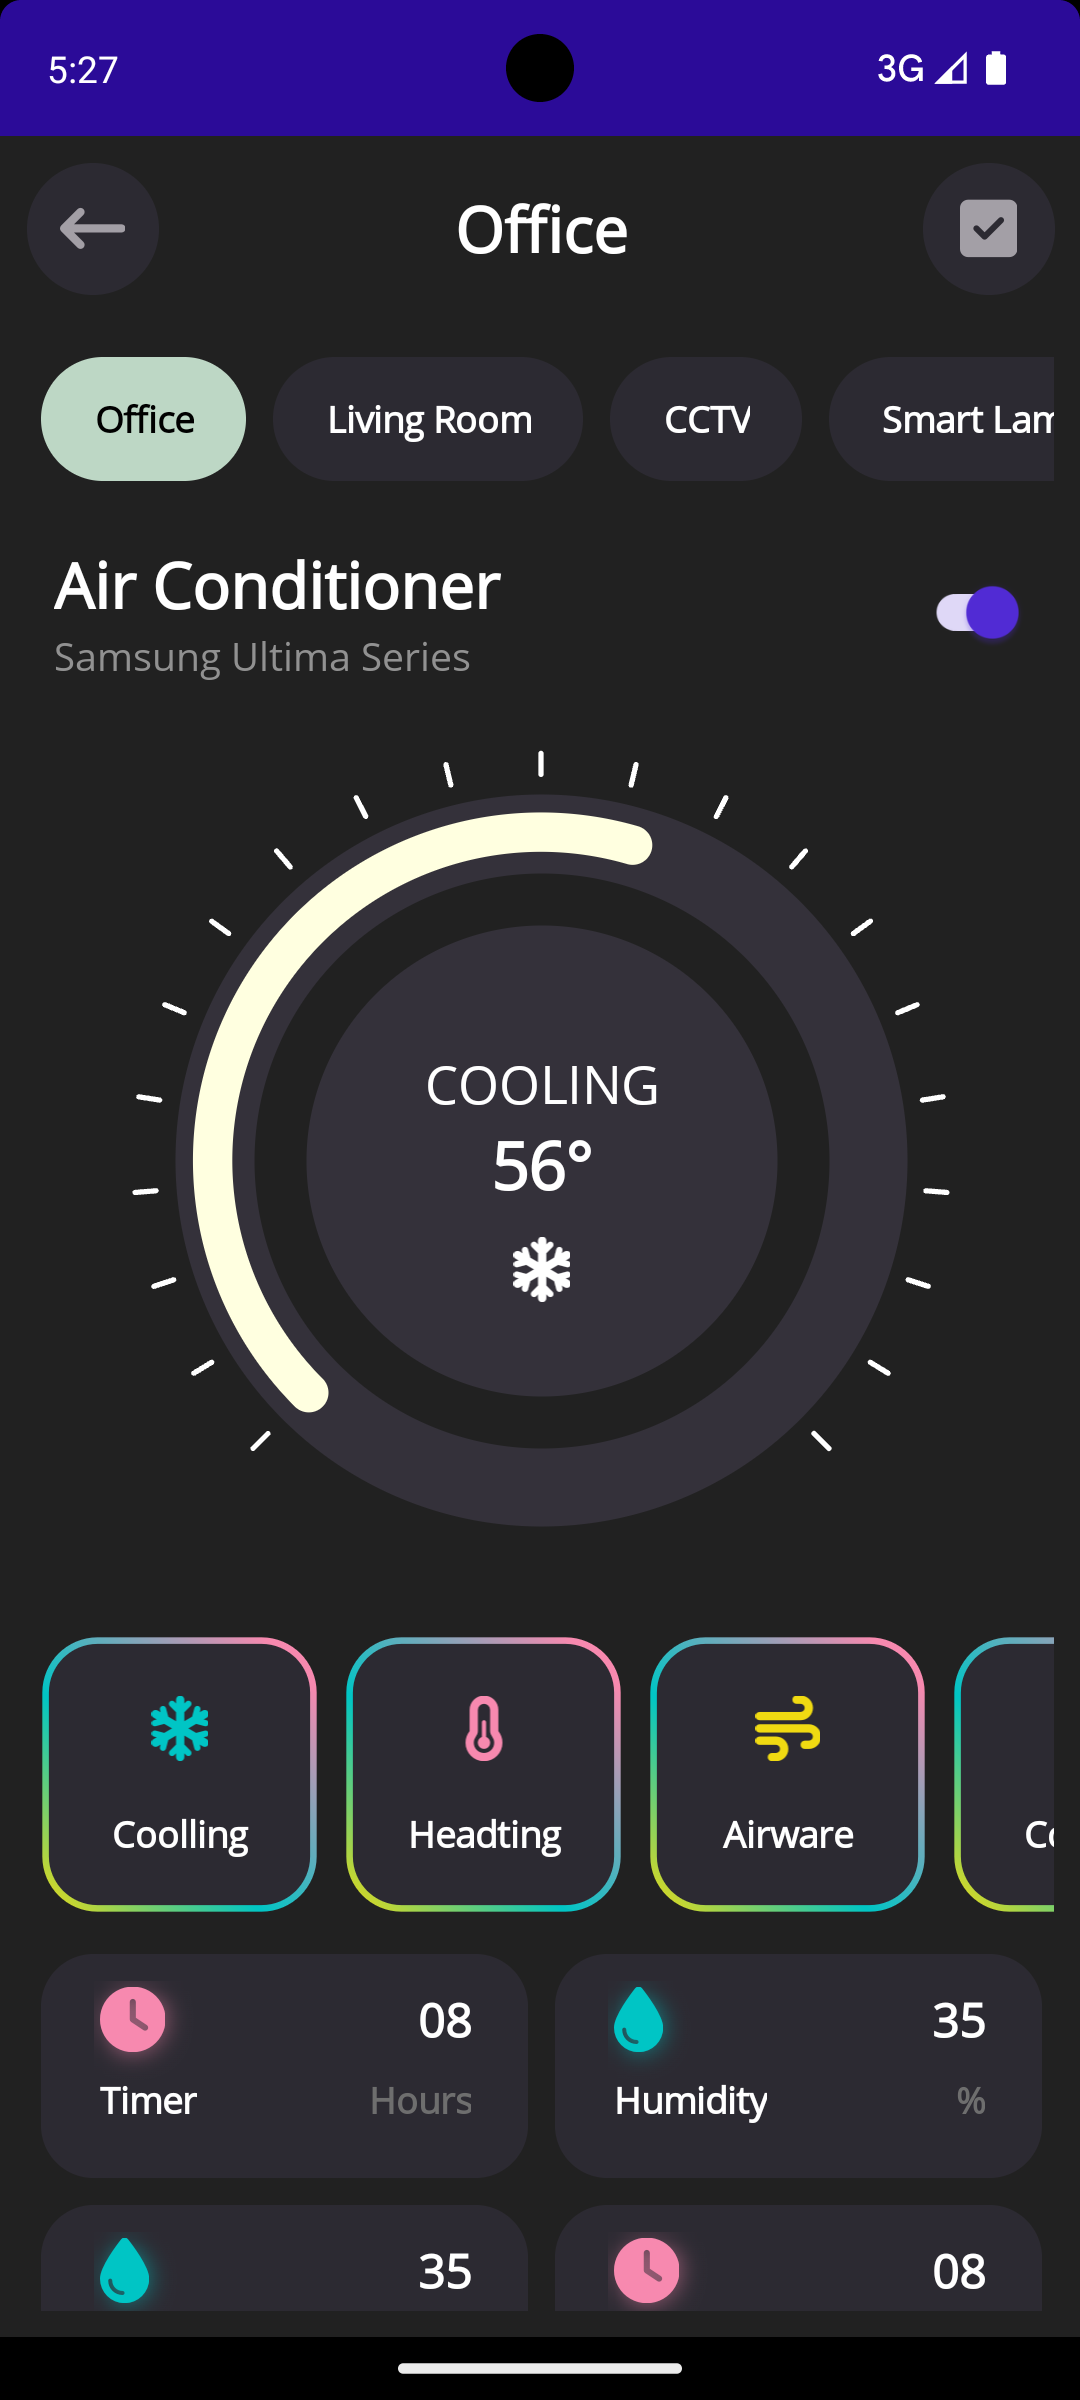 5:27
3G
Office
Office
Living Room
CCTV
Smart Lam
Air Conditioner
Samsung Ultima Series
COOLING
56°
Coolling
Headting
Airware
Co
08
Timer
Hours
35
Humidity
%
35
08